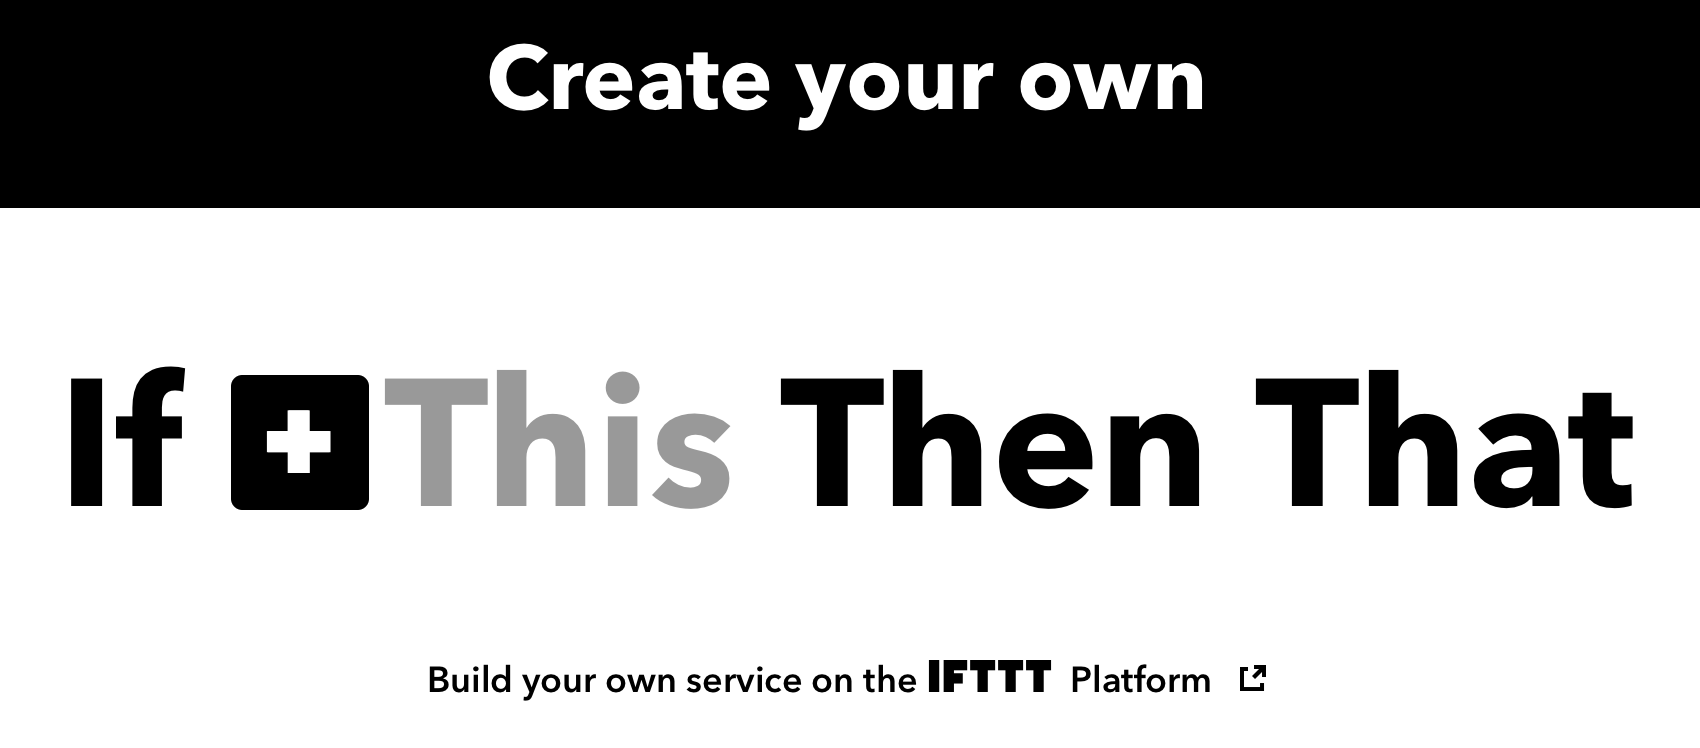 Create your own
If This Then That
Build your own service on the IFTTT Platform